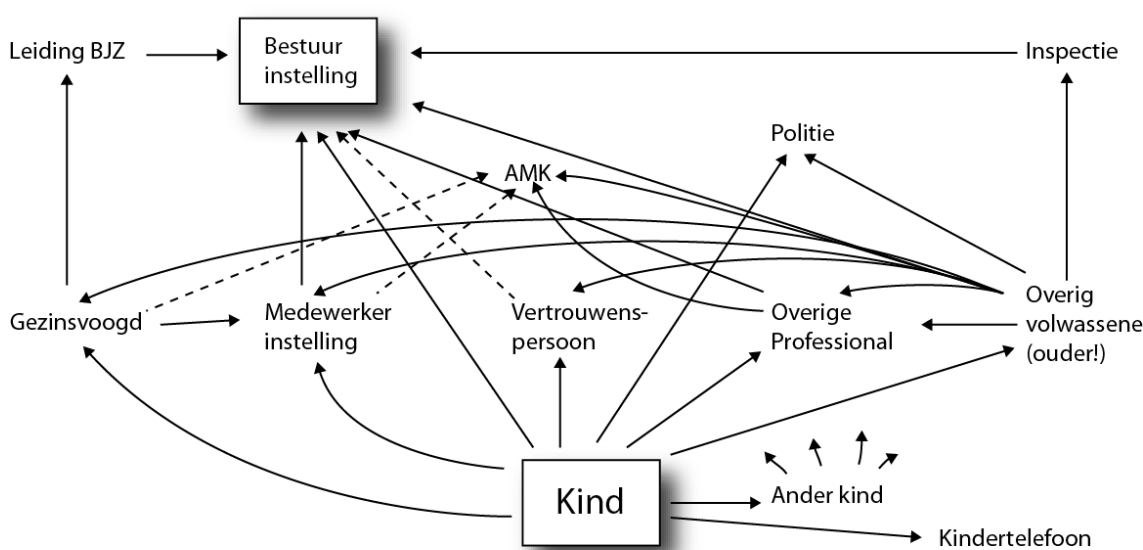 Leiding BJZ
Bestuur
instelling
Inspectie
Politie
AMK
Gezinsvoogd
Medewerker
instelling
Vertrouwens-
persoon
Overige
Professional
Overig
volwassene
(ouder!)
Kind
Ander kind
Kindertelefoon